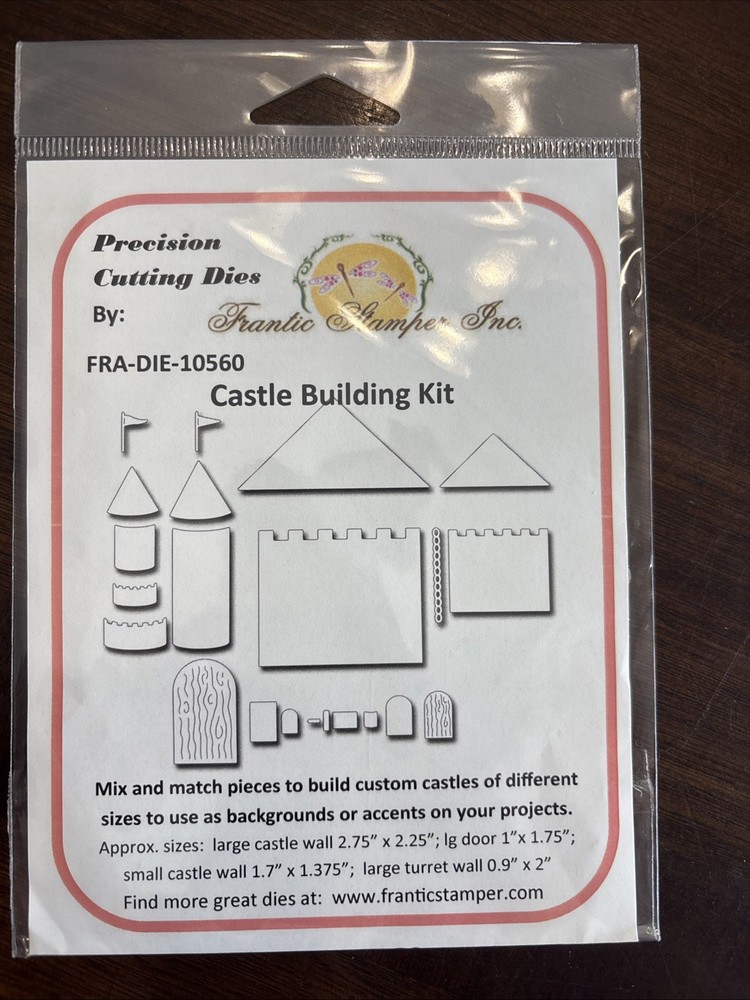 Precision
Cutting Dies
By:
Frantic Stamper Inc.
FRA-DIE-10560
Castle Building Kit
Mix and match pieces to build custom castles of different
sizes to use as backgrounds or accents on your projects.
Approx. sizes: large castle wall 2.75” x 2.25”; lg door 1”x 1.75”;
small castle wall 1.7” x 1.375”; large turret wall 0.9” x 2”
Find more great dies at: www.franticstamper.com